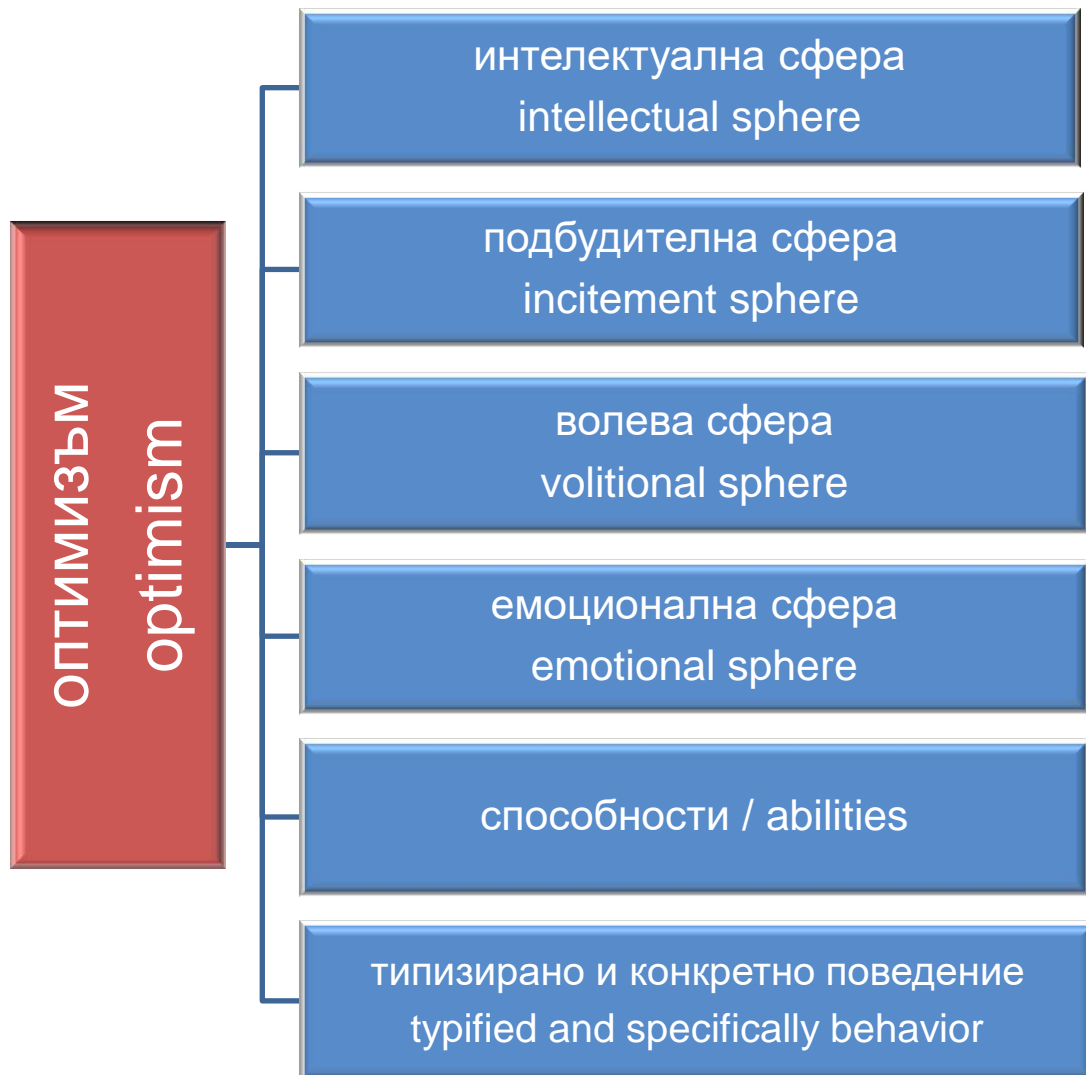 оптимизъм
optimism
интелектуална сфера
intellectual sphere
подбудителна сфера
incitement sphere
волева сфера
volitional sphere
емоционална сфера
emotional sphere
способности / abilities
типизирано и конкретно поведение
typified and specifically behavior